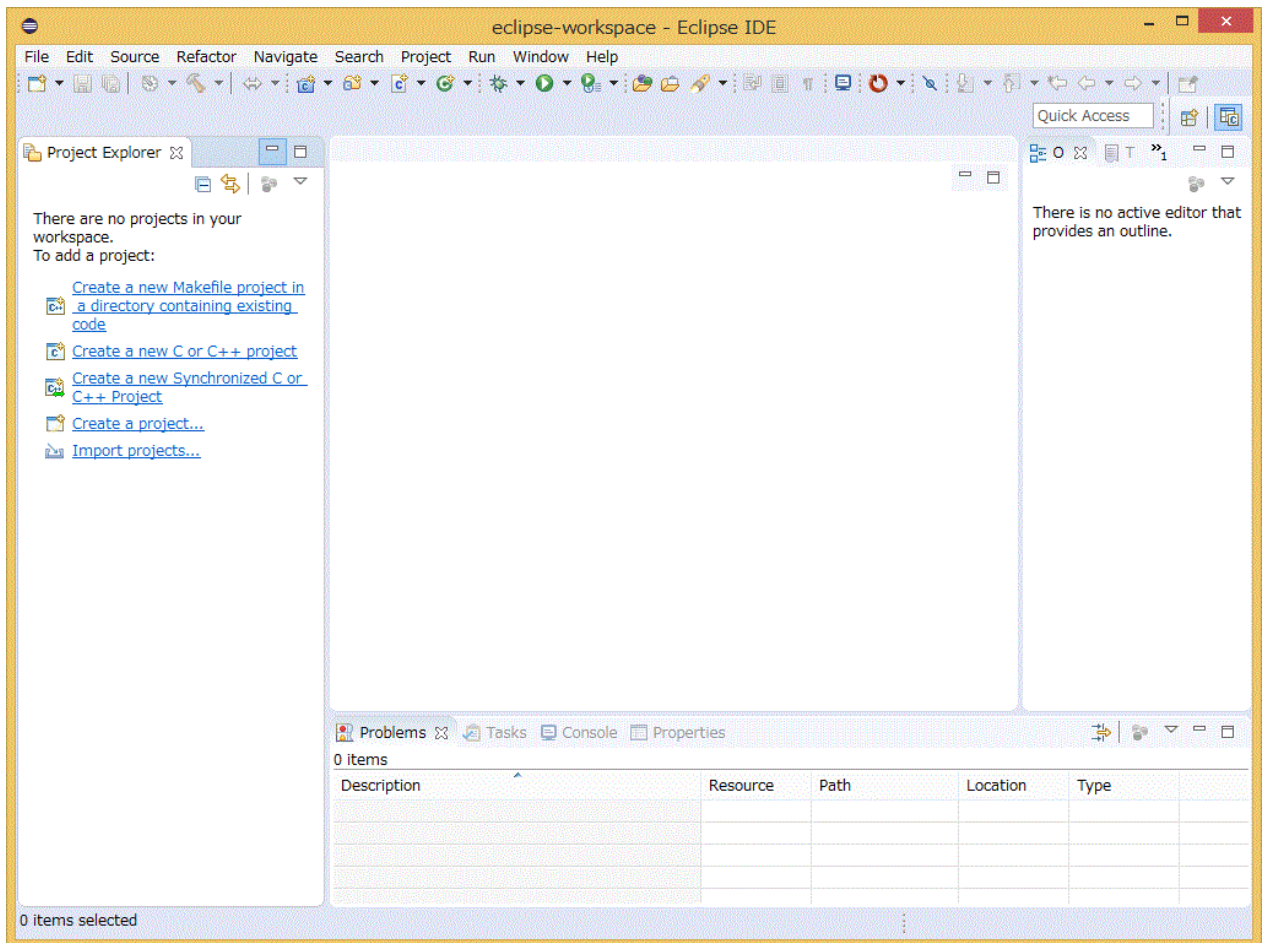 eclipse-workspace - Eclipse IDE
File Edit Source Refactor Navigate Search Project Run Window Help
Quick Access
Project Explorer
There are no projects in your
workspace.
To add a project:
Create a new Makefile project in
a directory containing existing
code
Create a new C or C++ project
Create a new Synchronized C or
C++ Project
Create a project...
Import projects...
O T »1
There is no active editor that
provides an outline.
Problems Tasks Console Properties
0 items
Description Resource Path Location Type
0 items selected